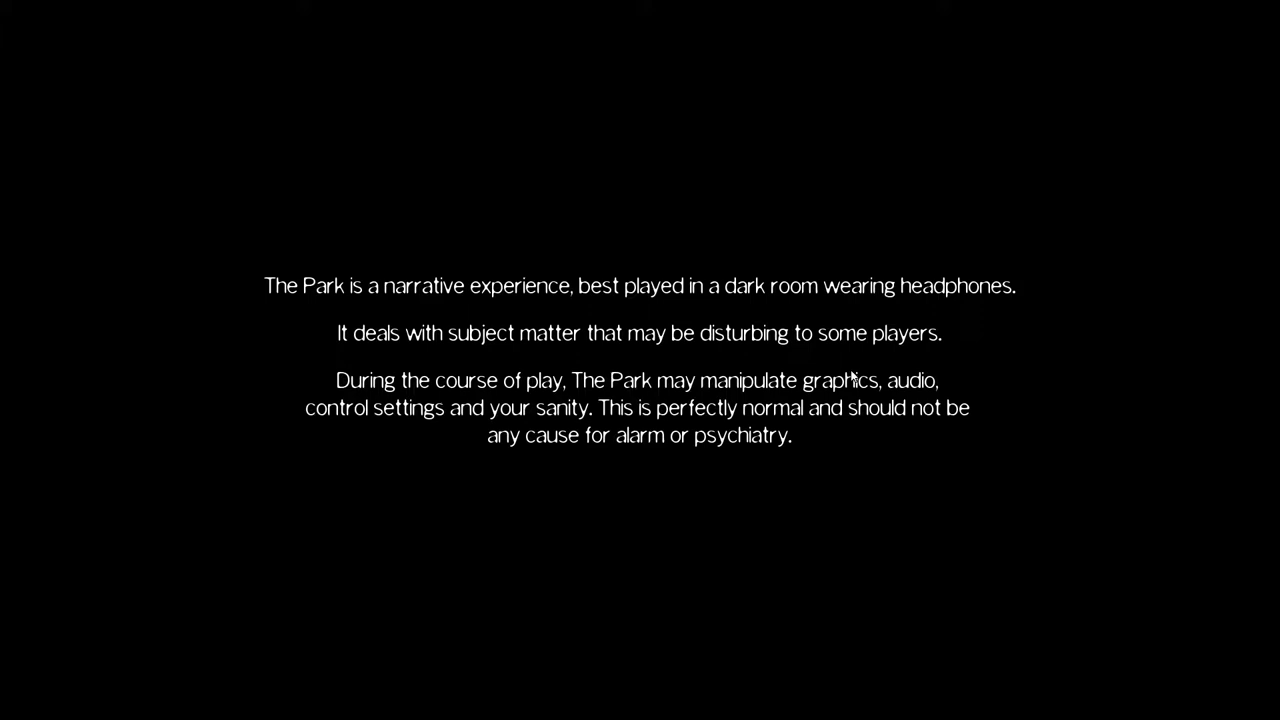 The Park is a narrative experience, best played in a dark room wearing headphones.
It deals with subject matter that may be disturbing to some players.
During the course of play, The Park may manipulate graphics, audio,
control settings and your sanity. This is perfectly normal and should not be
any cause for alarm or psychiatry.